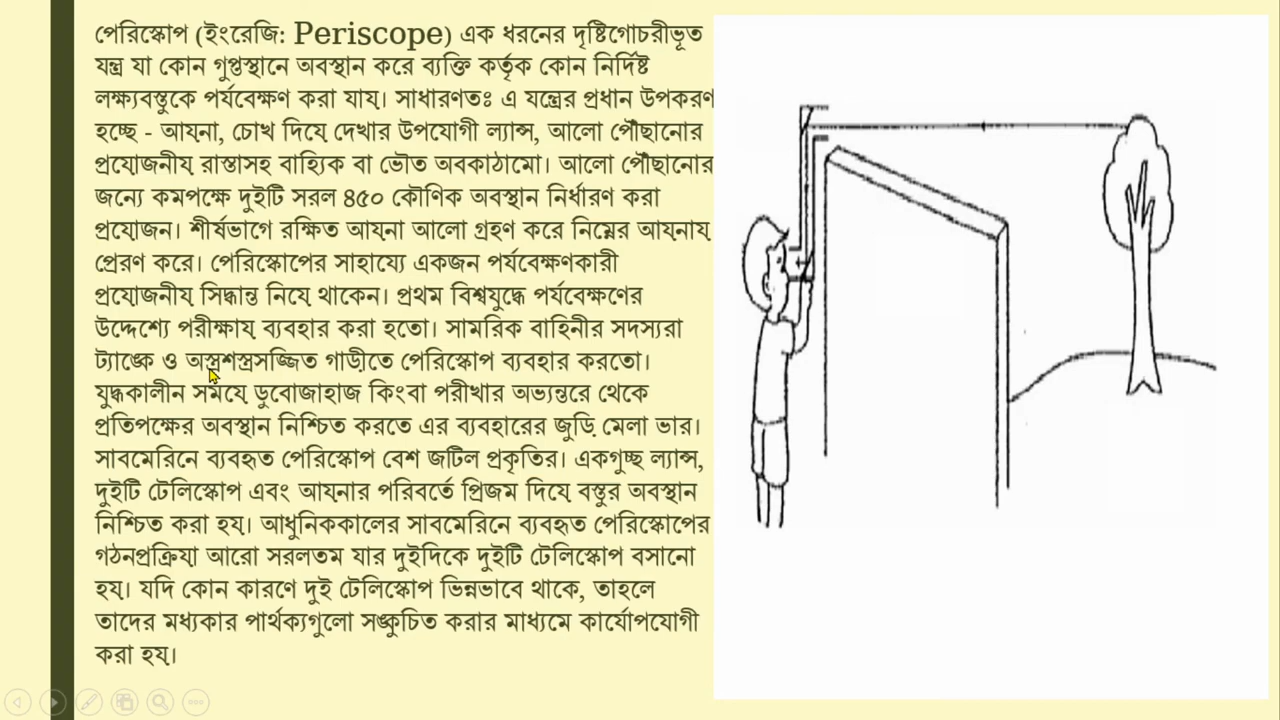 পেরিস্কোপ (ইংরেজি: Periscope) এক ধরনের দৃষ্টিগোচরীভূত
যন্ত্র যা কোন গুপ্তস্থানে অবস্থান করে ব্যক্তি কর্তৃক কোন নির্দিষ্ট
লক্ষ্যবস্তুকে পর্যবেক্ষণ করা যায়। সাধারণতঃ এ যন্ত্রের প্রধান উপকরণ
হচ্ছে - আয়না, চোখ দিয়ে দেখার উপযোগী ল্যান্স, আলো পৌঁছানোর
প্রয়োজনীয় রাস্তাসহ বাহ্যিক বা ভৌত অবকাঠামো। আলো পৌঁছানোর
জন্যে কমপক্ষে দুইটি সরল ৪৫০ কৌণিক অবস্থান নির্ধারণ করা
প্রয়োজন। শীর্ষভাগে রক্ষিত আয়না আলো গ্রহণ করে নিম্নের আয়নায়
প্রেরণ করে। পেরিস্কোপের সাহায্যে একজন পর্যবেক্ষণকারী
প্রয়োজনীয় সিদ্ধান্ত নিয়ে থাকেন। প্রথম বিশ্বযুদ্ধে পর্যবেক্ষণের
উদ্দেশ্যে পরীক্ষায় ব্যবহার করা হতো। সামরিক বাহিনীর সদস্যরা
ট্যাঙ্কে ও অস্ত্রশস্ত্রসজ্জিত গাড়ীতে পেরিস্কোপ ব্যবহার করতো।
যুদ্ধকালীন সময়ে ডুবোজাহাজ কিংবা পরীখার অভ্যন্তরে থেকে
প্রতিপক্ষের অবস্থান নিশ্চিত করতে এর ব্যবহারের জুড়ি মেলা ভার।
সাবমেরিনে ব্যবহৃত পেরিস্কোপ বেশ জটিল প্রকৃতির। একগুচ্ছ ল্যান্স,
দুইটি টেলিস্কোপ এবং আয়নার পরিবর্তে প্রিজম দিয়ে বস্তুর অবস্থান
নিশ্চিত করা হয়। আধুনিককালের সাবমেরিনে ব্যবহৃত পেরিস্কোপের
গঠনপ্রক্রিয়া আরো সরলতম যার দুইদিকে দুইটি টেলিস্কোপ বসানো
হয়। যদি কোন কারণে দুই টেলিস্কোপ ভিন্নভাবে থাকে, তাহলে
তাদের মধ্যকার পার্থক্যগুলো সঙ্কুচিত করার মাধ্যমে কার্যোপযোগী
করা হয়।